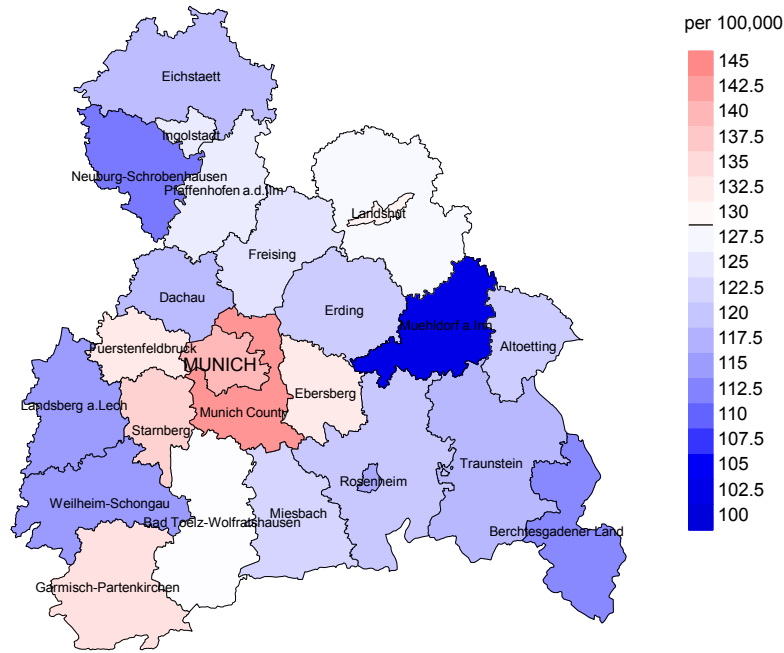 per 100,000
145
142.5
140
137.5
135
132.5
130
127.5
125
122.5
120
117.5
115
112.5
110
107.5
105
102.5
100
Eichstaett
Ingolstadt
Neuburg-Schrobenhausen
Pfaffenhofen a.d.Ilm
Landshut
Freising
Dachau
Erding
Muehldorf a.Inn
Altoetting
Fuerstenfeldbruck
MUNICH
Ebersberg
Landsberg a.Lech
Munich County
Starnberg
Traunstein
Rosenheim
Weilheim-Schongau
Miesbach
Bad Toelz-Wolfratshausen
Berchtesgadener Land
Garmisch-Partenkirchen